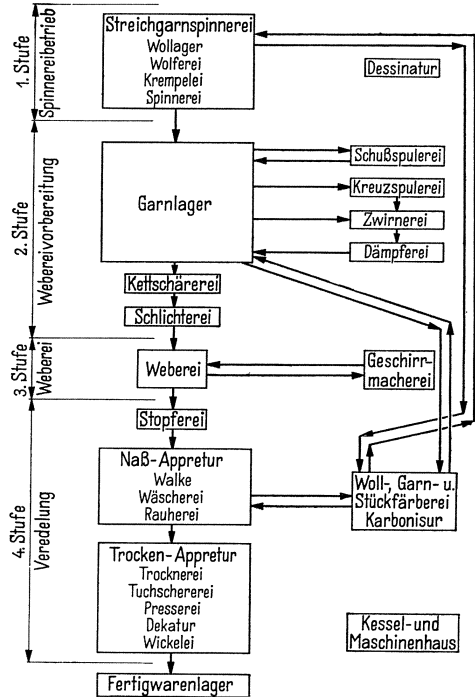 1. Stufe
Spinnereibetrieb
Streichgarnspinnerei
Wollager
Wolferei
Krempelei
Spinnerei
Dessinatur
2. Stufe
Webereivorbereitung
Garnlager
Schußspulerei
Kreuzspulerei
Zwirnerei
Dämpferei
Kettschärerei
Schlichterei
3. Stufe
Weberei
Weberei
Geschirr-
macherei
4. Stufe
Veredelung
Stopferei
Naß-Appretur
Walke
Wäscherei
Rauherei
Woll-, Garn- u.
Stückfärberei
Karbonisur
Trocken-Appretur
Trocknerei
Tuchschererei
Presserei
Dekatur
Wickelei
Kessel-und
Maschinenhaus
Fertigwarenlager